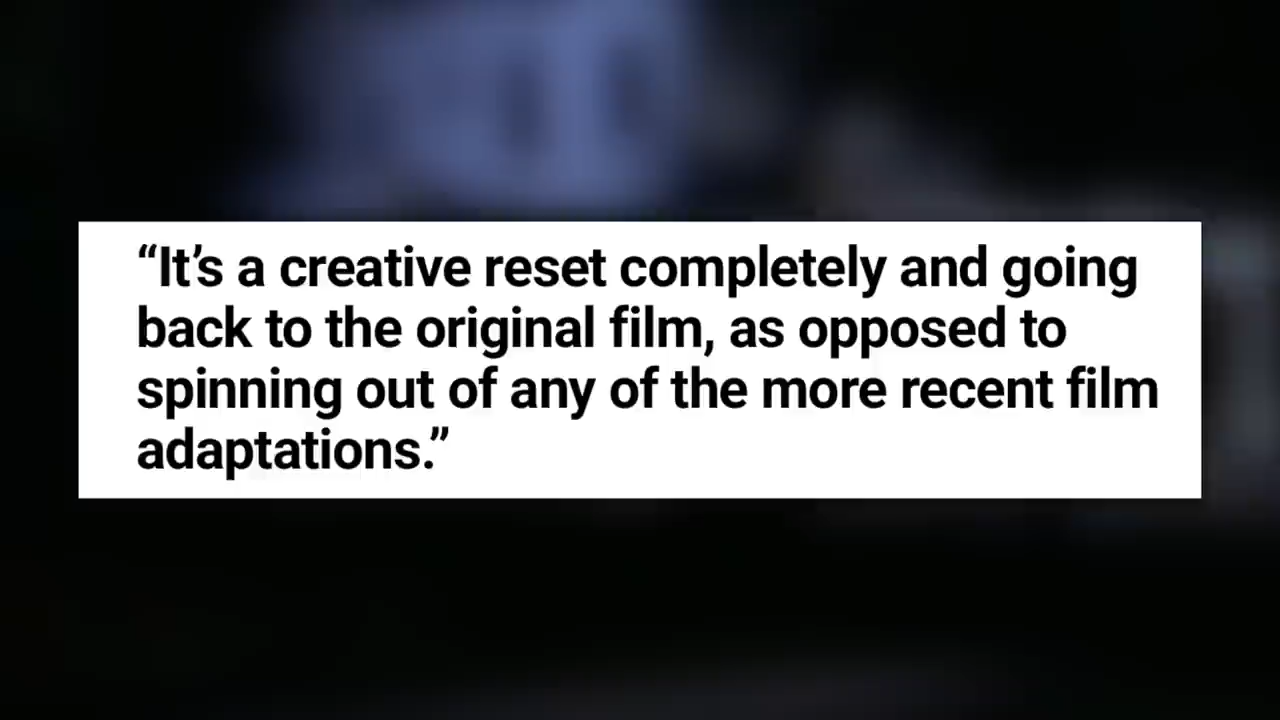 “It’s a creative reset completely and going
back to the original film, as opposed to
spinning out of any of the more recent film
adaptations.”